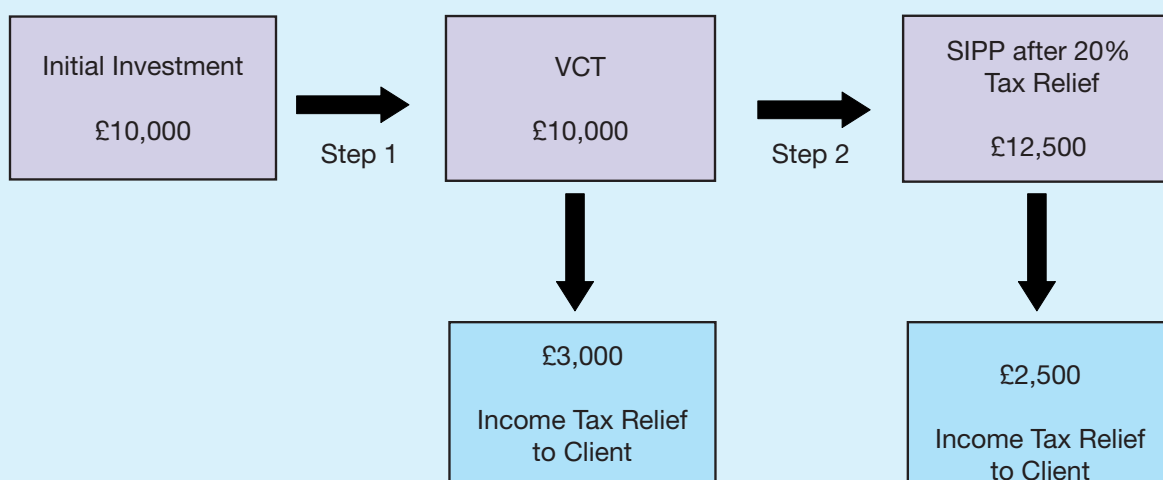 Initial Investment
£10,000
Step 1
VCT
£10,000
Step 2
SIPP after 20%
Tax Relief
£12,500
£3,000
Income Tax Relief
to Client
£2,500
Income Tax Relief
to Client